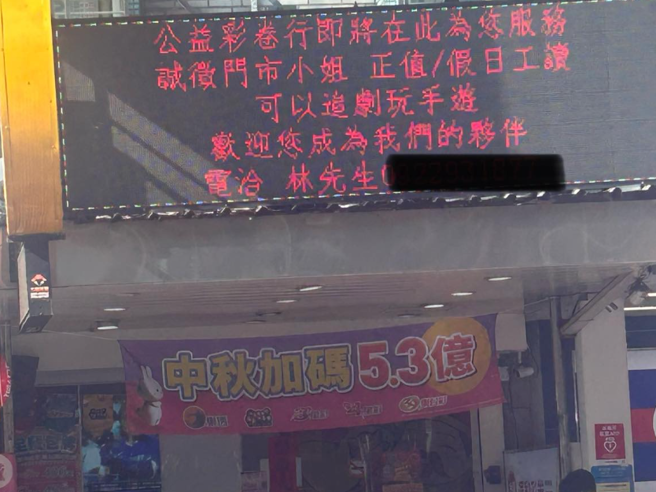 公益彩卷行即將在此為您服務
誠徵門市小姐 正值/假日工讀
可以追劇玩手遊
歡迎您成為我們的夥伴
電洽 林先生
中秋加碼5.3億